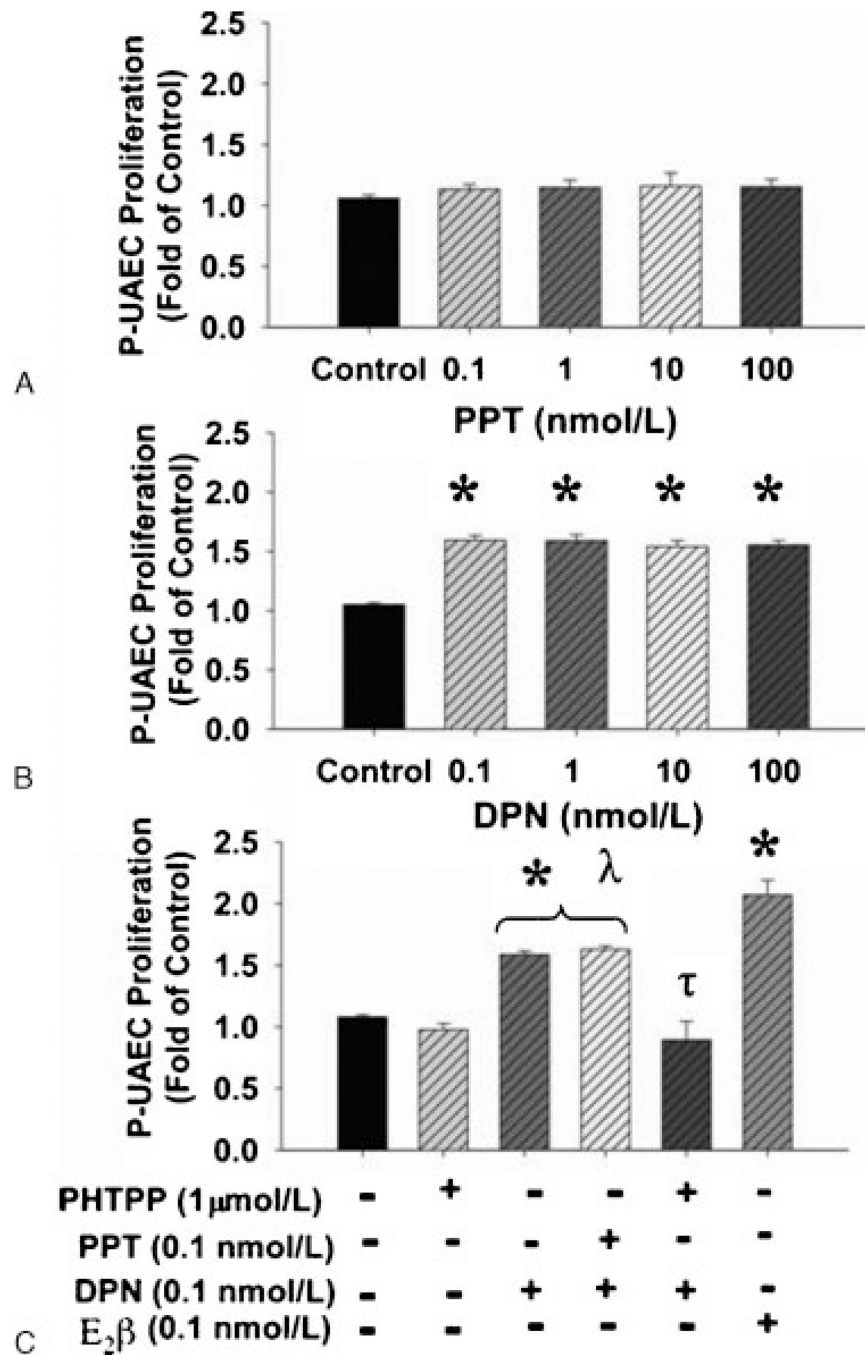 P-UAEC Proliferation
(Fold of Control)
2.5
2.0
1.5
1.0
0.5
0.0
Control 0.1 1 10 100
PPT (nmol/L)
A
P-UAEC Proliferation
(Fold of Control)
2.5
2.0
1.5
1.0
0.5
0.0
* * * *
Control 0.1 1 10 100
DPN (nmol/L)
B
P-UAEC Proliferation
(Fold of Control)
2.5
2.0
1.5
1.0
0.5
0.0
* λ τ *
PHTPP (1μmol/L) - + - - + -
PPT (0.1 nmol/L) - - - + - -
DPN (0.1 nmol/L) - - + + + -
E₂β (0.1 nmol/L) - - - - - +
C